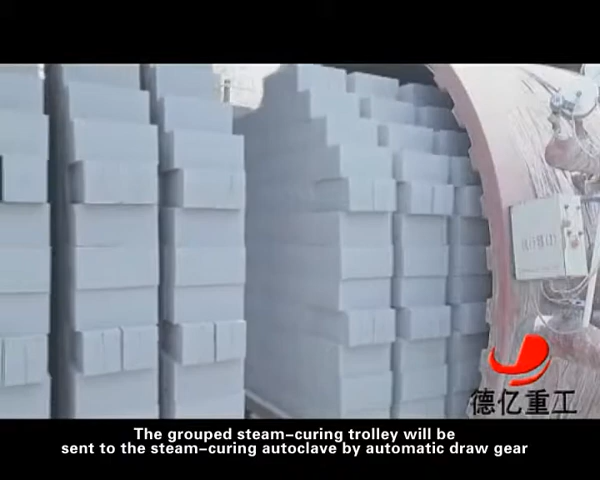 德亿重工
The grouped steam-curing trolley will be
sent to the steam-curing autoclave by automatic draw gear